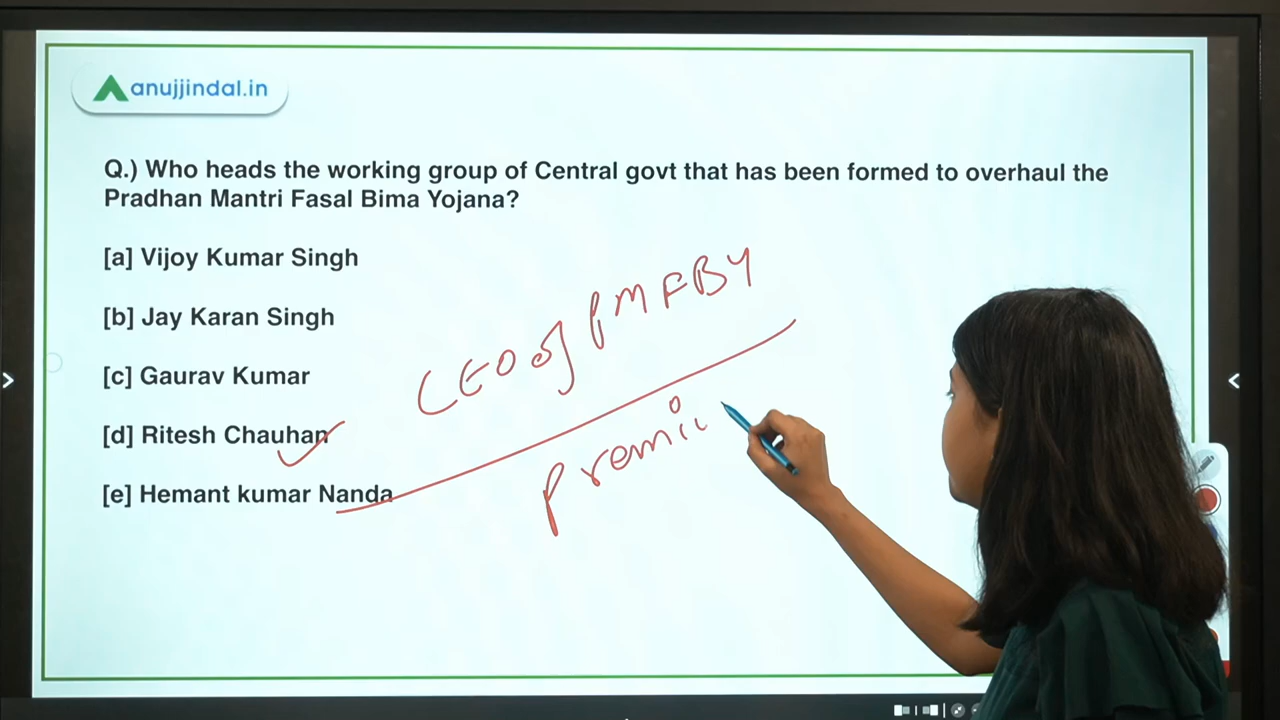 anujjindal.in
Q.) Who heads the working group of Central govt that has been formed to overhaul the
Pradhan Mantri Fasal Bima Yojana?
[a] Vijoy Kumar Singh
[b] Jay Karan Singh
[c] Gaurav Kumar
[d] Ritesh Chauhan
[e] Hemant kumar Nanda
CEO of PMFBY
Premiu